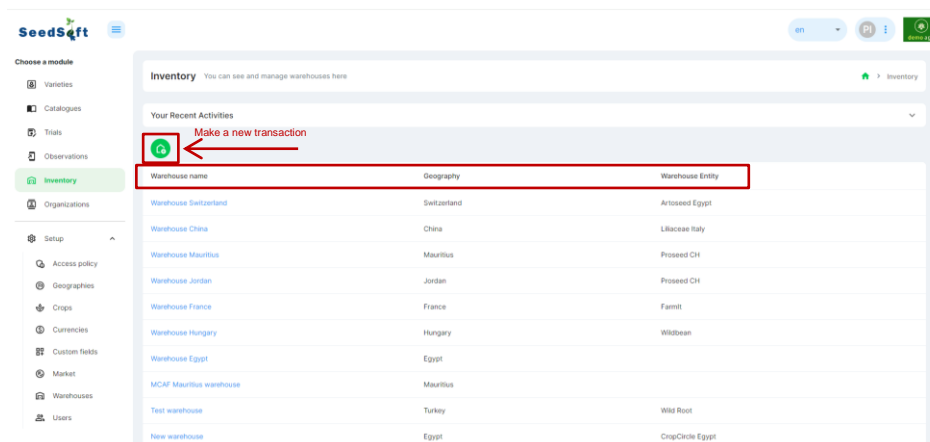 SeedSoft
en
PI
demo
Choose a module
Varieties
Catalogues
Trials
Observations
Inventory
Organizations
Setup
Access policy
Geographies
Crops
Currencies
Custom fields
Market
Warehouses
Users
Inventory You can see and manage warehouses here
> Inventory
Your Recent Activities
Make a new transaction
Warehouse name Geography Warehouse Entity
Warehouse Switzerland Switzerland Artoseed Egypt
Warehouse China China Liliaceae Italy
Warehouse Mauritius Mauritius Proseed CH
Warehouse Jordan Jordan Proseed CH
Warehouse France France FarmIt
Warehouse Hungary Hungary Wildbean
Warehouse Egypt Egypt
MCAF Mauritius warehouse Mauritius
Test warehouse Turkey Wild Root
New warehouse Egypt CropCircle Egypt